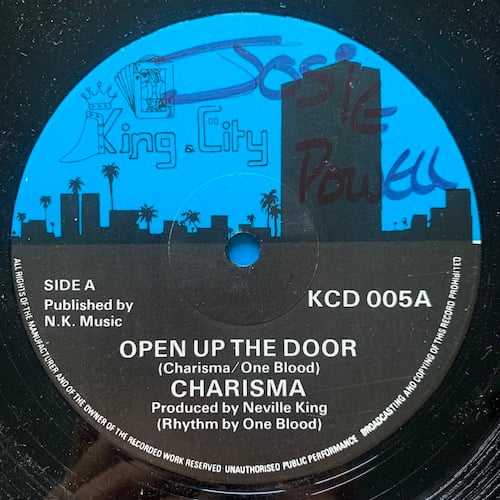 Josie
Powell
King & City
SIDE A
Published by
N.K. Music
KCD 005A
OPEN UP THE DOOR
(Charisma/One Blood)
CHARISMA
Produced by Neville King
(Rhythm by One Blood)
ALL RIGHTS OF THE MANUFACTURER AND OF THE OWNER OF THE RECORDED WORK RESERVED UNAUTHORISED PUBLIC PERFORMANCE BROADCASTING AND COPYING OF THIS RECORD PROHIBITED